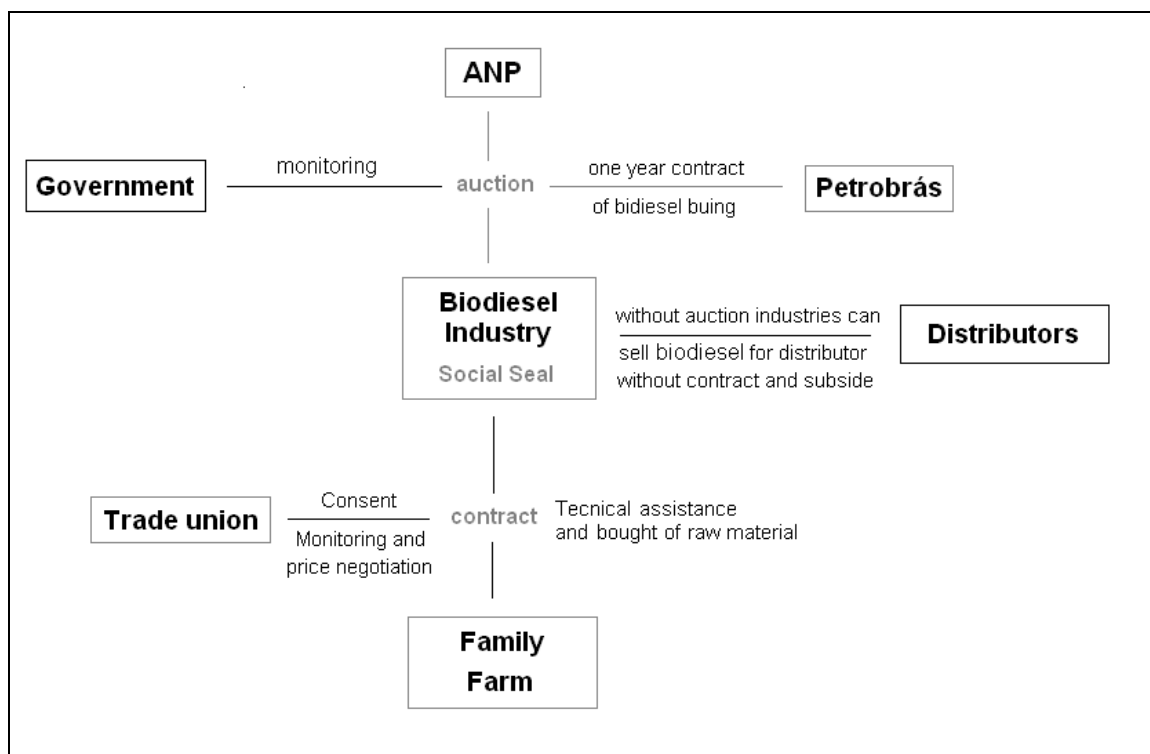 ANP
Government
monitoring
auction
one year contract
of bidiesel buing
Petrobrás
Biodiesel
Industry
Social Seal
without auction industries can
sell biodiesel for distributor
without contract and subside
Distributors
Trade union
Consent
Monitoring and
price negotiation
contract
Tecnical assistance
and bought of raw material
Family
Farm